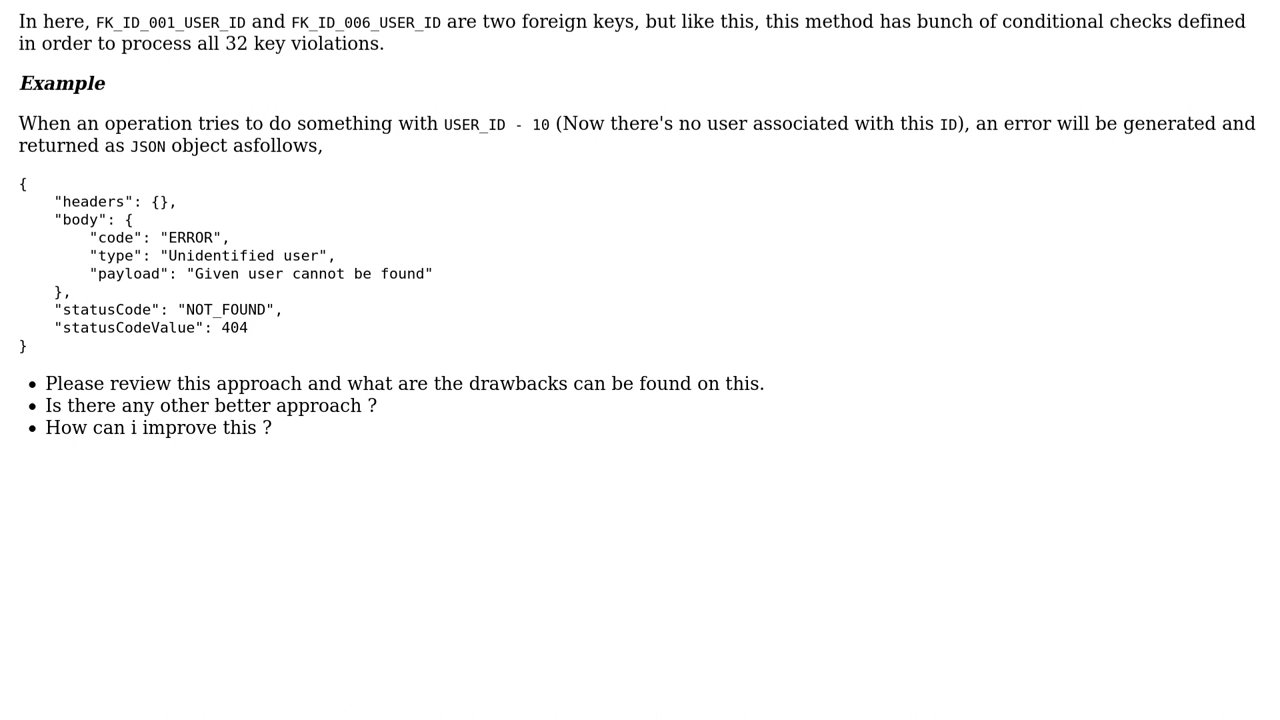 In here, FK_ID_001_USER_ID and FK_ID_006_USER_ID are two foreign keys, but like this, this method has bunch of conditional checks defined
in order to process all 32 key violations.
Example
When an operation tries to do something with USER_ID - 10 (Now there's no user associated with this ID), an error will be generated and
returned as JSON object asfollows,
{
    "headers": {},
    "body": {
        "code": "ERROR",
        "type": "Unidentified user",
        "payload": "Given user cannot be found"
    },
    "statusCode": "NOT_FOUND",
    "statusCodeValue": 404
}
• Please review this approach and what are the drawbacks can be found on this.
• Is there any other better approach ?
• How can i improve this ?